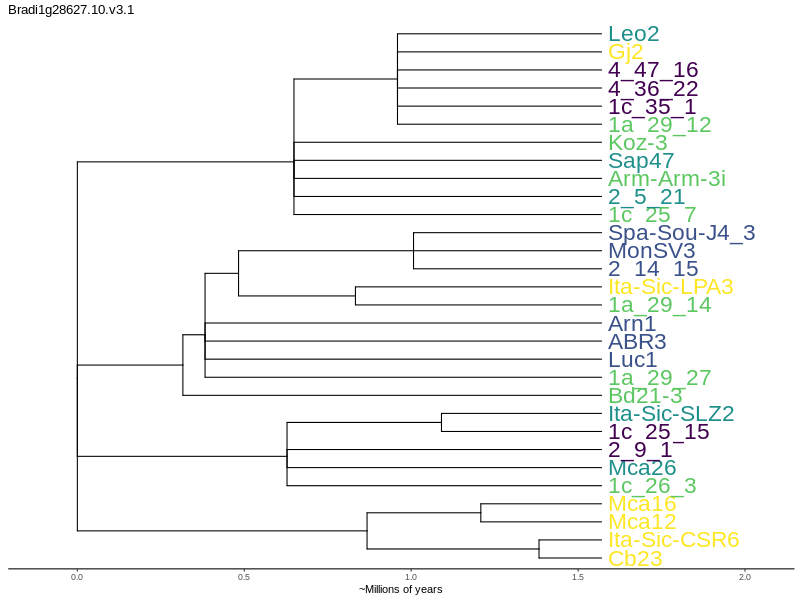 Bradi1g28627.10.v3.1
Leo2
Gj2
4_47_16
4_36_22
1c_35_1
1a_29_12
Koz-3
Sap47
Arm-Arm-3i
2_5_21
1c_25_7
Spa-Sou-J4_3
MonSV3
2_14_15
Ita-Sic-LPA3
1a_29_14
Arn1
ABR3
Luc1
1a_29_27
Bd21-3
Ita-Sic-SLZ2
1c_25_15
2_9_1
Mca26
1c_26_3
Mca16
Mca12
Ita-Sic-CSR6
Cb23
0.0 0.5 1.0 1.5 2.0
~Millions of years